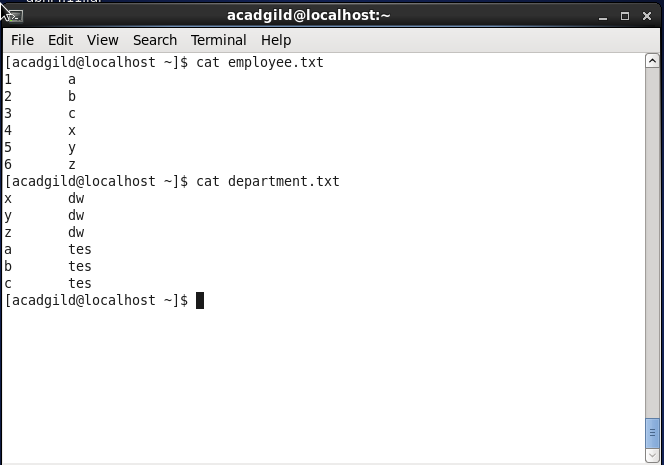 acadgild@localhost:~
File Edit View Search Terminal Help
[acadgild@localhost ~]$ cat employee.txt
1 a
2 b
3 c
4 x
5 y
6 z
[acadgild@localhost ~]$ cat department.txt
x dw
y dw
z dw
a tes
b tes
c tes
[acadgild@localhost ~]$